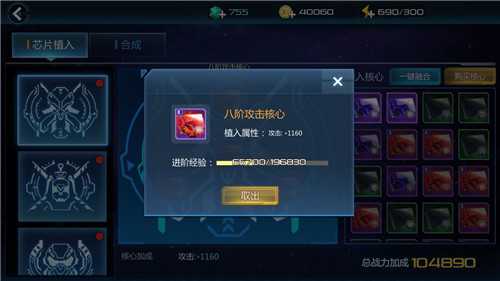 755
40060
690/300
芯片植入
合成
八阶攻击核心
入核心
一键融合
购买核心
八阶攻击核心
植入属性： 攻击: -1160
进阶经验：
/196830
取出
核心加成 攻击:-1160
总战力加成 104890